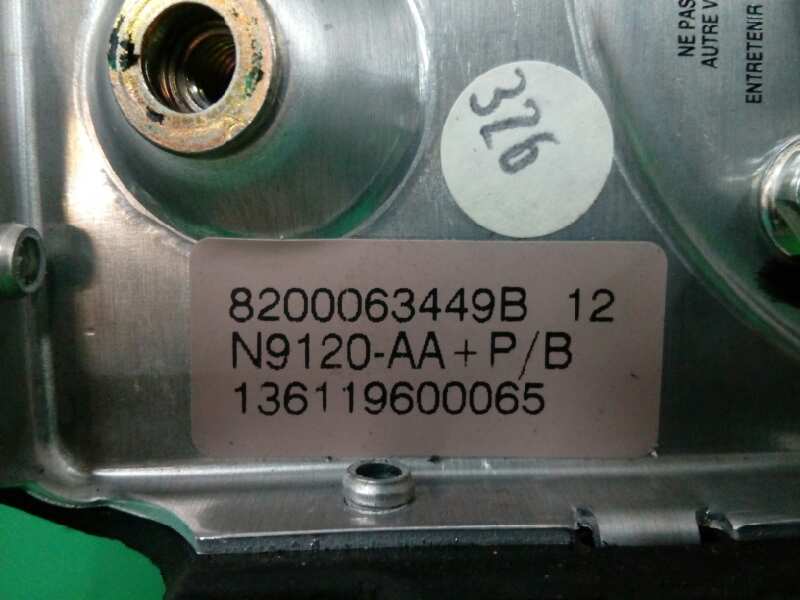 NE PAS
AUTRE V
ENTRETENIR
326
8200063449B 12
N9120-AA+P/B
136119600065